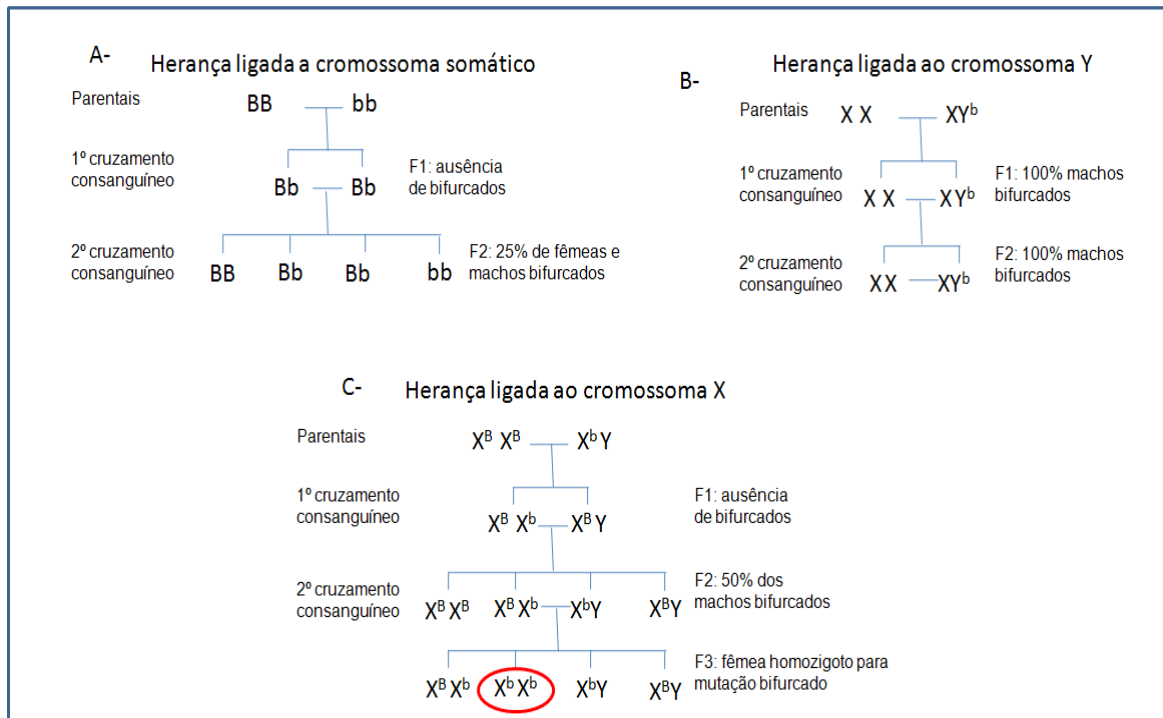 A-
Herança ligada a cromossoma somático
Parentais
BB bb
1º cruzamento
consanguíneo
Bb Bb
F1: ausência
de bifurcados
2º cruzamento
consanguíneo
BB Bb Bb bb
F2: 25% de fêmeas e
machos bifurcados
B-
Herança ligada ao cromossoma Y
Parentais
X X XYᵇ
1º cruzamento
consanguíneo
X X XYᵇ
F1: 100% machos
bifurcados
2º cruzamento
consanguíneo
X X XYᵇ
F2: 100% machos
bifurcados
C-
Herança ligada ao cromossoma X
Parentais
Xᴮ Xᴮ Xᵇ Y
1º cruzamento
consanguíneo
Xᴮ Xᵇ Xᴮ Y
F1: ausência
de bifurcados
2º cruzamento
consanguíneo
Xᴮ Xᴮ Xᴮ Xᵇ XᵇY XᴮY
F2: 50% dos
machos bifurcados
Xᴮ Xᵇ Xᵇ Xᵇ XᵇY XᴮY
F3: fêmea homozigoto para
mutação bifurcado